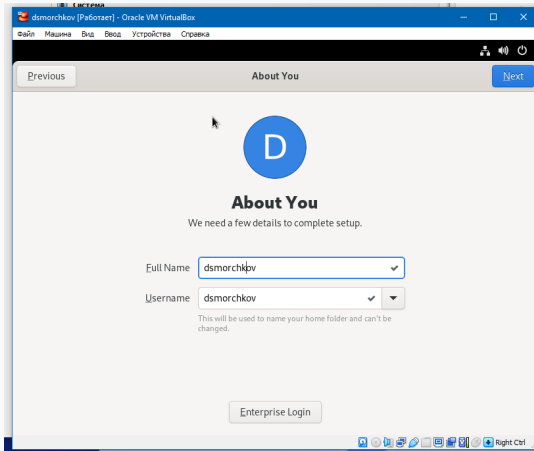 Система
dsmorchkov [Работает] - Oracle VM VirtualBox
Файл Машина Вид Ввод Устройства Справка
Previous About You Next
D
About You
We need a few details to complete setup.
Full Name dsmorchkov
Username dsmorchkov
This will be used to name your home folder and can't be
changed.
Enterprise Login
Right Ctrl